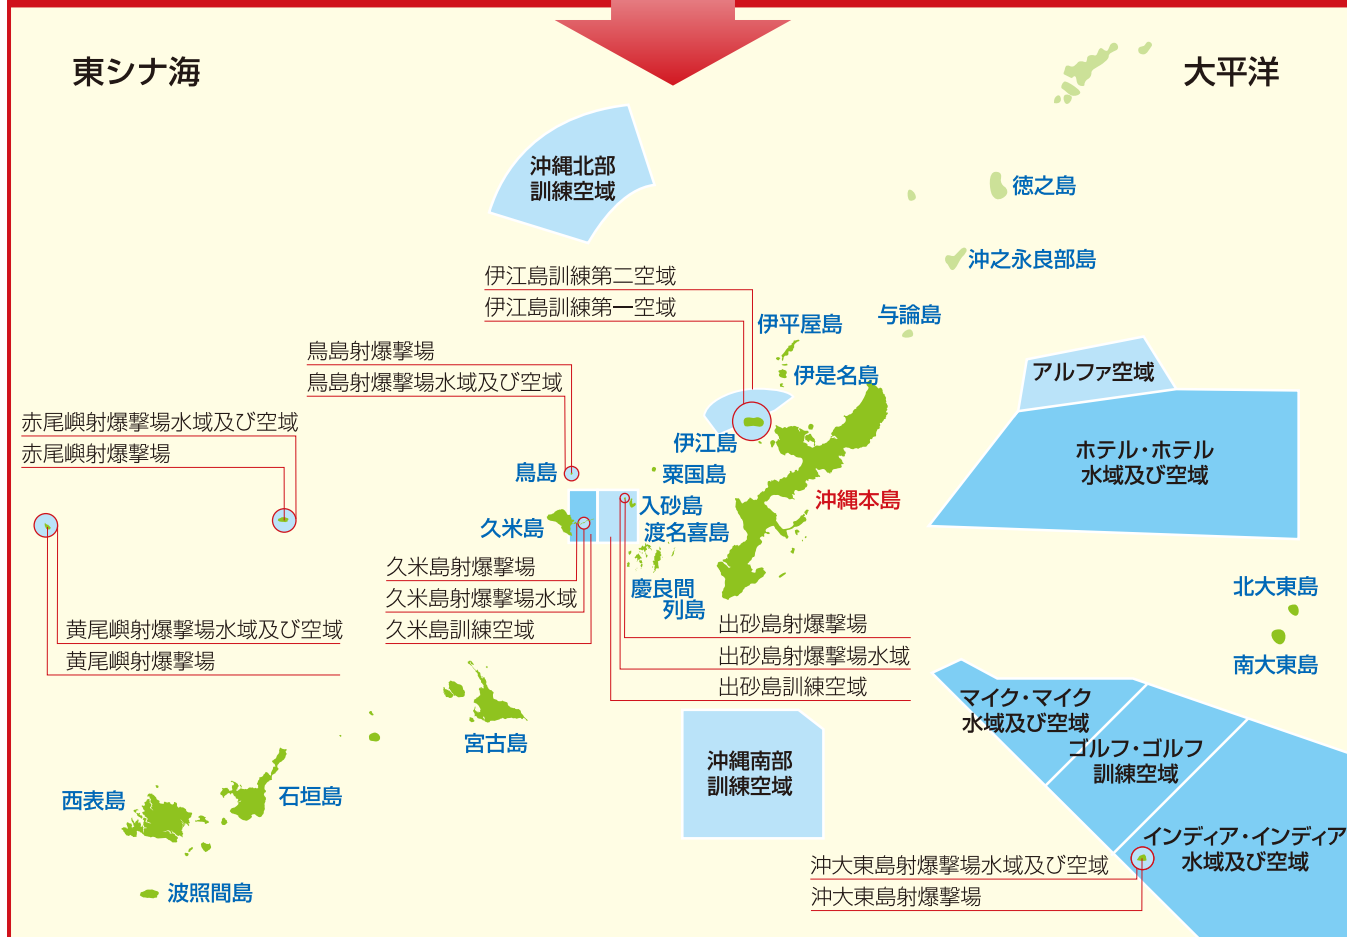 東シナ海
大平洋
沖縄北部
訓練空域
徳之島
沖之永良部島
伊江島訓練第二空域
伊江島訓練第一空域
伊平屋島
与論島
鳥島射爆撃場
鳥島射爆撃場水域及び空域
伊是名島
アルファ空域
赤尾嶼射爆撃場水域及び空域
赤尾嶼射爆撃場
伊江島
ホテル・ホテル
水域及び空域
鳥島
粟国島
沖縄本島
入砂島
久米島
渡名喜島
久米島射爆撃場
久米島射爆撃場水域
久米島訓練空域
慶良間
列島
北大東島
黄尾嶼射爆撃場水域及び空域
黄尾嶼射爆撃場
出砂島射爆撃場
出砂島射爆撃場水域
出砂島訓練空域
南大東島
マイク・マイク
水域及び空域
宮古島
ゴルフ・ゴルフ
訓練空域
沖縄南部
訓練空域
西表島
石垣島
インディア・インディア
水域及び空域
沖大東島射爆撃場水域及び空域
沖大東島射爆撃場
波照間島